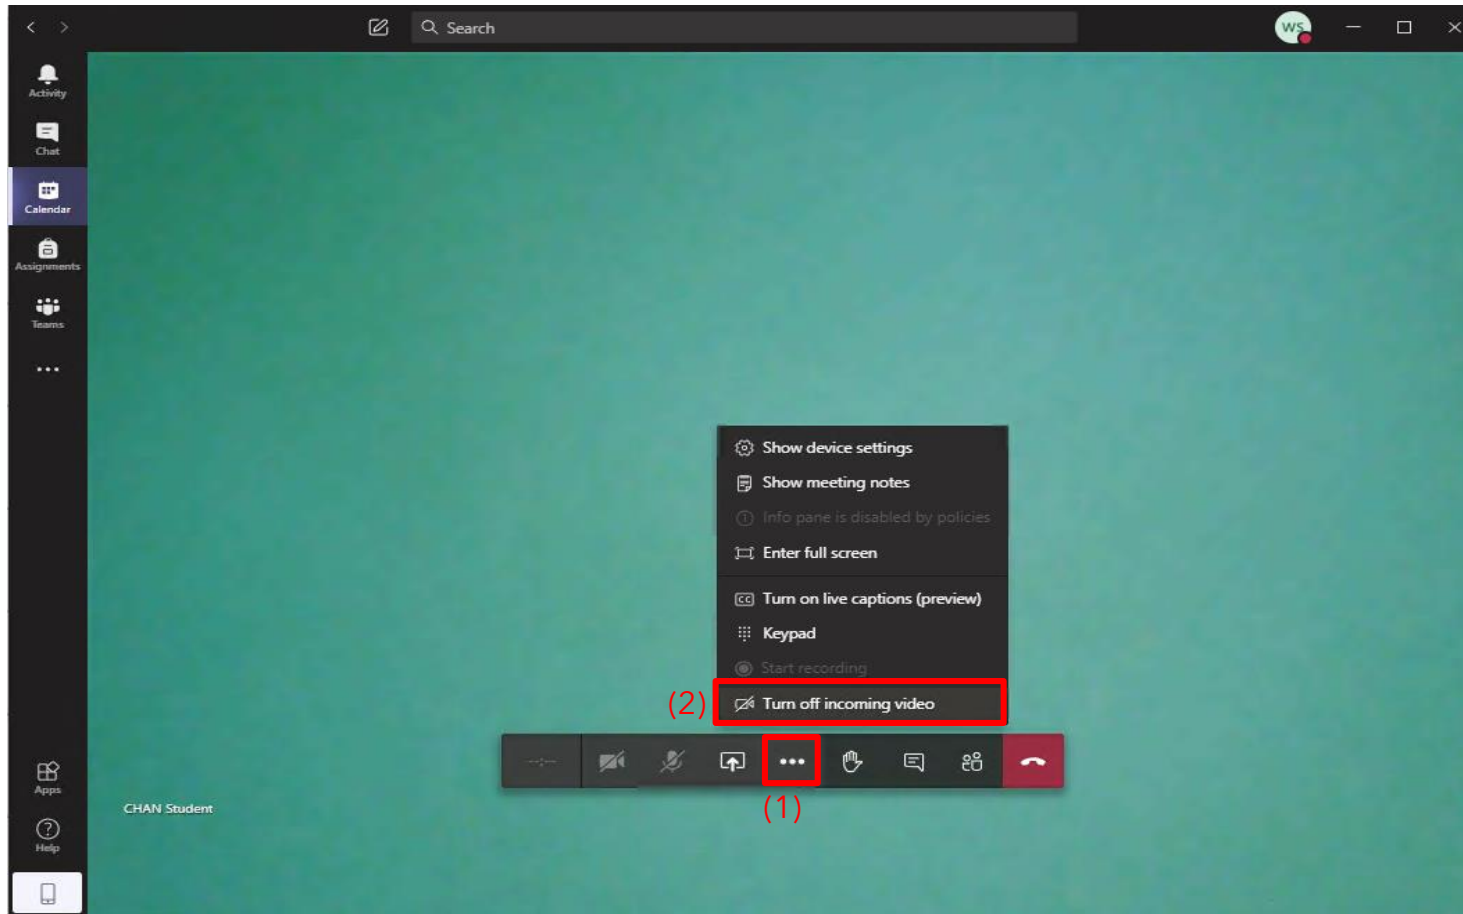 Search
WS
Activity
Chat
Calendar
Assignments
Teams
Show device settings
Show meeting notes
Info pane is disabled by policies
Enter full screen
CC Turn on live captions (preview)
Keypad
Start recording
(2) Turn off incoming video
--:--
(1)
Apps
CHAN Student
Help